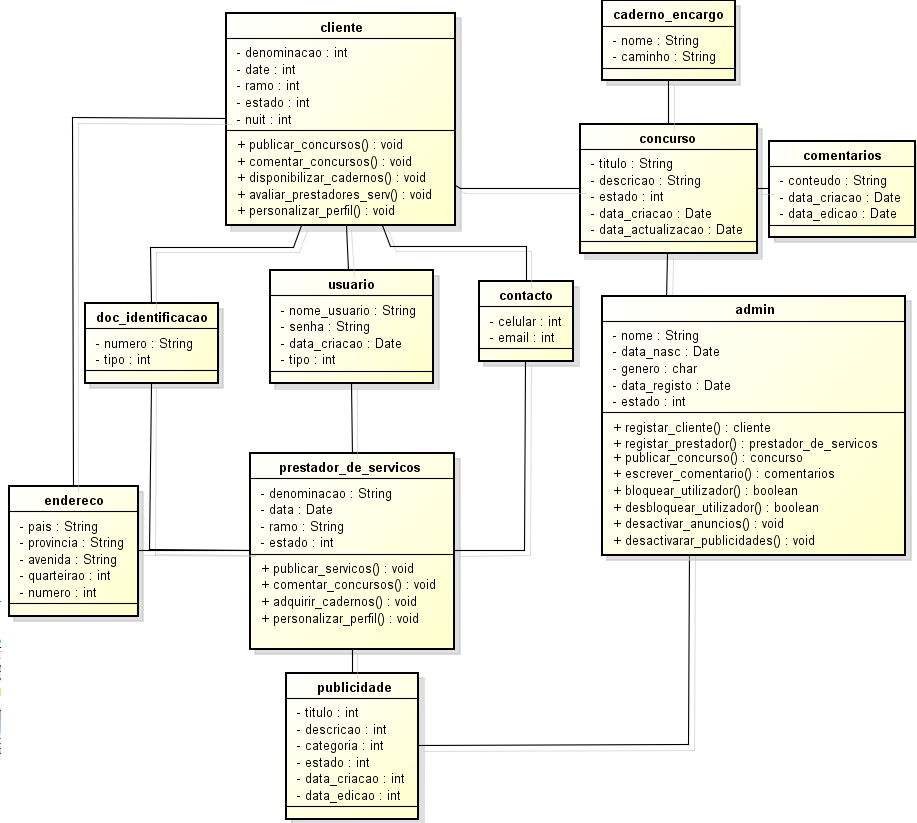 cliente
- denominacao : int
- date : int
- ramo : int
- estado : int
- nuit : int
+ publicar_concursos() : void
+ comentar_concursos() : void
+ disponibilizar_cadernos() : void
+ avaliar_prestadores_serv() : void
+ personalizar_perfil() : void
caderno_encargo
- nome : String
- caminho : String
concurso
- titulo : String
- descricao : String
- estado : int
- data_criacao : Date
- data_actualizacao : Date
comentarios
- conteudo : String
- data_criacao : Date
- data_edicao : Date
doc_identificacao
- numero : String
- tipo : int
usuario
- nome_usuario : String
- senha : String
- data_criacao : Date
- tipo : int
contacto
- celular : int
- email : int
admin
- nome : String
- data_nasc : Date
- genero : char
- data_registo : Date
- estado : int
+ registar_cliente() : cliente
+ registar_prestador() : prestador_de_servicos
+ publicar_concurso() : concurso
+ escrever_comentario() : comentarios
+ bloquear_utilizador() : boolean
+ desbloquear_utilizador() : boolean
+ desactivar_anuncios() : void
+ desactivarar_publicidades() : void
endereco
- pais : String
- provincia : String
- avenida : String
- quarteirao : int
- numero : int
prestador_de_servicos
- denominacao : String
- data : Date
- ramo : String
- estado : int
+ publicar_servicos() : void
+ comentar_concursos() : void
+ adquirir_cadernos() : void
+ personalizar_perfil() : void
publicidade
- titulo : int
- descricao : int
- categoria : int
- estado : int
- data_criacao : int
- data_edicao : int